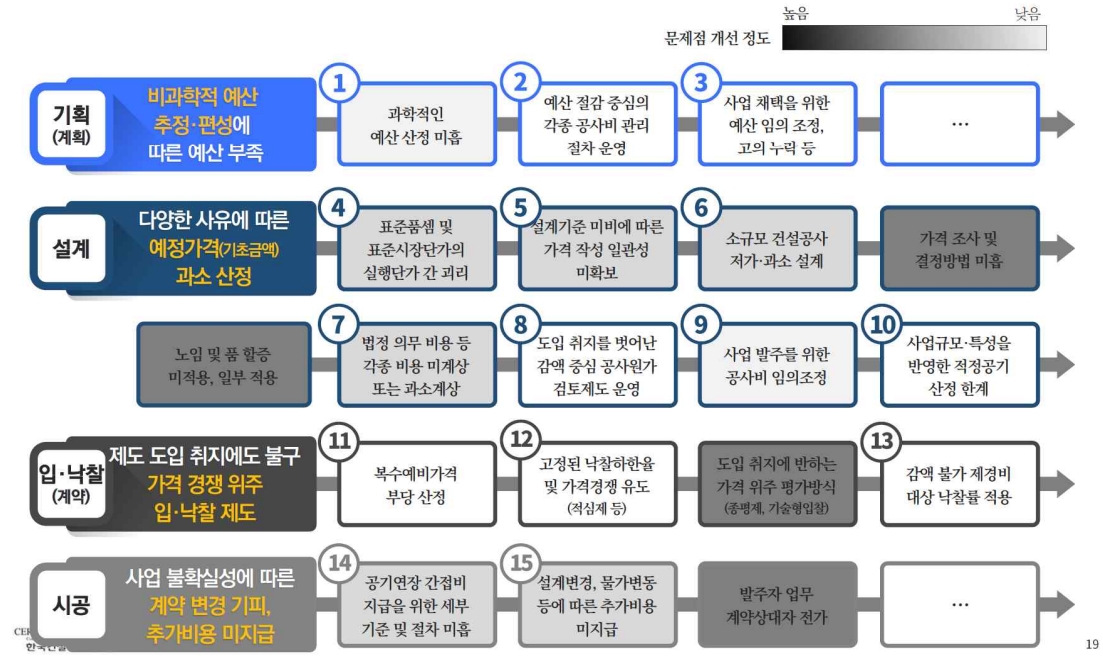 높음 낮음
문제점 개선 정도
기획
(계획)
비과학적 예산
추정·편성에
따른 예산 부족
1
과학적인
예산 산정 미흡
2
예산 절감 중심의
각종 공사비 관리
절차 운영
3
사업 채택을 위한
예산 임의 조정,
고의 누락 등
...
설계
다양한 사유에 따른
예정가격(기초금액)
과소 산정
4
표준품셈 및
표준시장단가의
실행단가 간 괴리
5
설계기준 미비에 따른
가격 작성 일관성
미확보
6
소규모 건설공사
저가·과소 설계
가격 조사 및
결정방법 미흡
노임 및 품 할증
미적용, 일부 적용
7
법정 의무 비용 등
각종 비용 미계상
또는 과소계상
8
도입 취지를 벗어난
감액 중심 공사원가
검토제도 운영
9
사업 발주를 위한
공사비 임의조정
10
사업규모·특성을
반영한 적정공기
산정 한계
입·낙찰
(계약)
제도 도입 취지에도 불구
가격 경쟁 위주
입·낙찰 제도
11
복수예비가격
부당 산정
12
고정된 낙찰하한율
및 가격경쟁 유도
(적심제 등)
도입 취지에 반하는
가격 위주 평가방식
(종평제, 기술형입찰)
13
감액 불가 제경비
대상 낙찰률 적용
시공
사업 불확실성에 따른
계약 변경 기피,
추가비용 미지급
14
공기연장 간접비
지급을 위한 세부
기준 및 절차 미흡
15
설계변경, 물가변동
등에 따른 추가비용
미지급
발주자 업무
계약상대자 전가
...
19